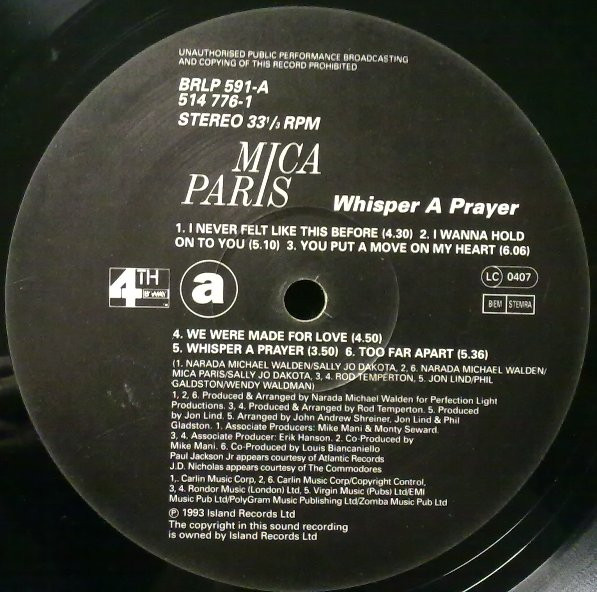 UNAUTHORISED PUBLIC PERFORMANCE BROADCASTING
AND COPYING OF THIS RECORD PROHIBITED
BRLP 591-A
514 776-1
STEREO 33⅓ RPM
MICA
PARIS
Whisper A Prayer
1. I NEVER FELT LIKE THIS BEFORE (4.30) 2. I WANNA HOLD
ON TO YOU (5.10) 3. YOU PUT A MOVE ON MY HEART (6.06)
4TH
B'WAY
a
LC 0407
BIEM STEMRA
4. WE WERE MADE FOR LOVE (4.50)
5. WHISPER A PRAYER (3.50) 6. TOO FAR APART (5.36)
(1. NARADA MICHAEL WALDEN/SALLY JO DAKOTA, 2, 6. NARADA MICHAEL WALDEN/
MICA PARIS/SALLY JO DAKOTA, 3, 4. ROD TEMPERTON, 5. JON LIND/PHIL
GALDSTON/WENDY WALDMAN)
1, 2, 6. Produced & Arranged by Narada Michael Walden for Perfection Light
Productions. 3, 4. Produced & Arranged by Rod Temperton. 5. Produced
by Jon Lind. 5. Arranged by John Andrew Shreiner, Jon Lind & Phil
Gladston. 1. Associate Producers: Mike Mani & Monty Seward.
3, 4. Associate Producer: Erik Hanson. 2. Co-Produced by
Mike Mani. 6. Co-Produced by Louis Biancaniello
Paul Jackson Jr appears courtesy of Atlantic Records
J.D. Nicholas appears courtesy of The Commodores
1,. Carlin Music Corp, 2, 6. Carlin Music Corp/Copyright Control,
3, 4. Rondor Music (London) Ltd, 5. Virgin Music (Pubs) Ltd/EMI
Music Pub Ltd/PolyGram Music Publishing Ltd/Zomba Music Pub Ltd
℗ 1993 Island Records Ltd
The copyright in this sound recording
is owned by Island Records Ltd